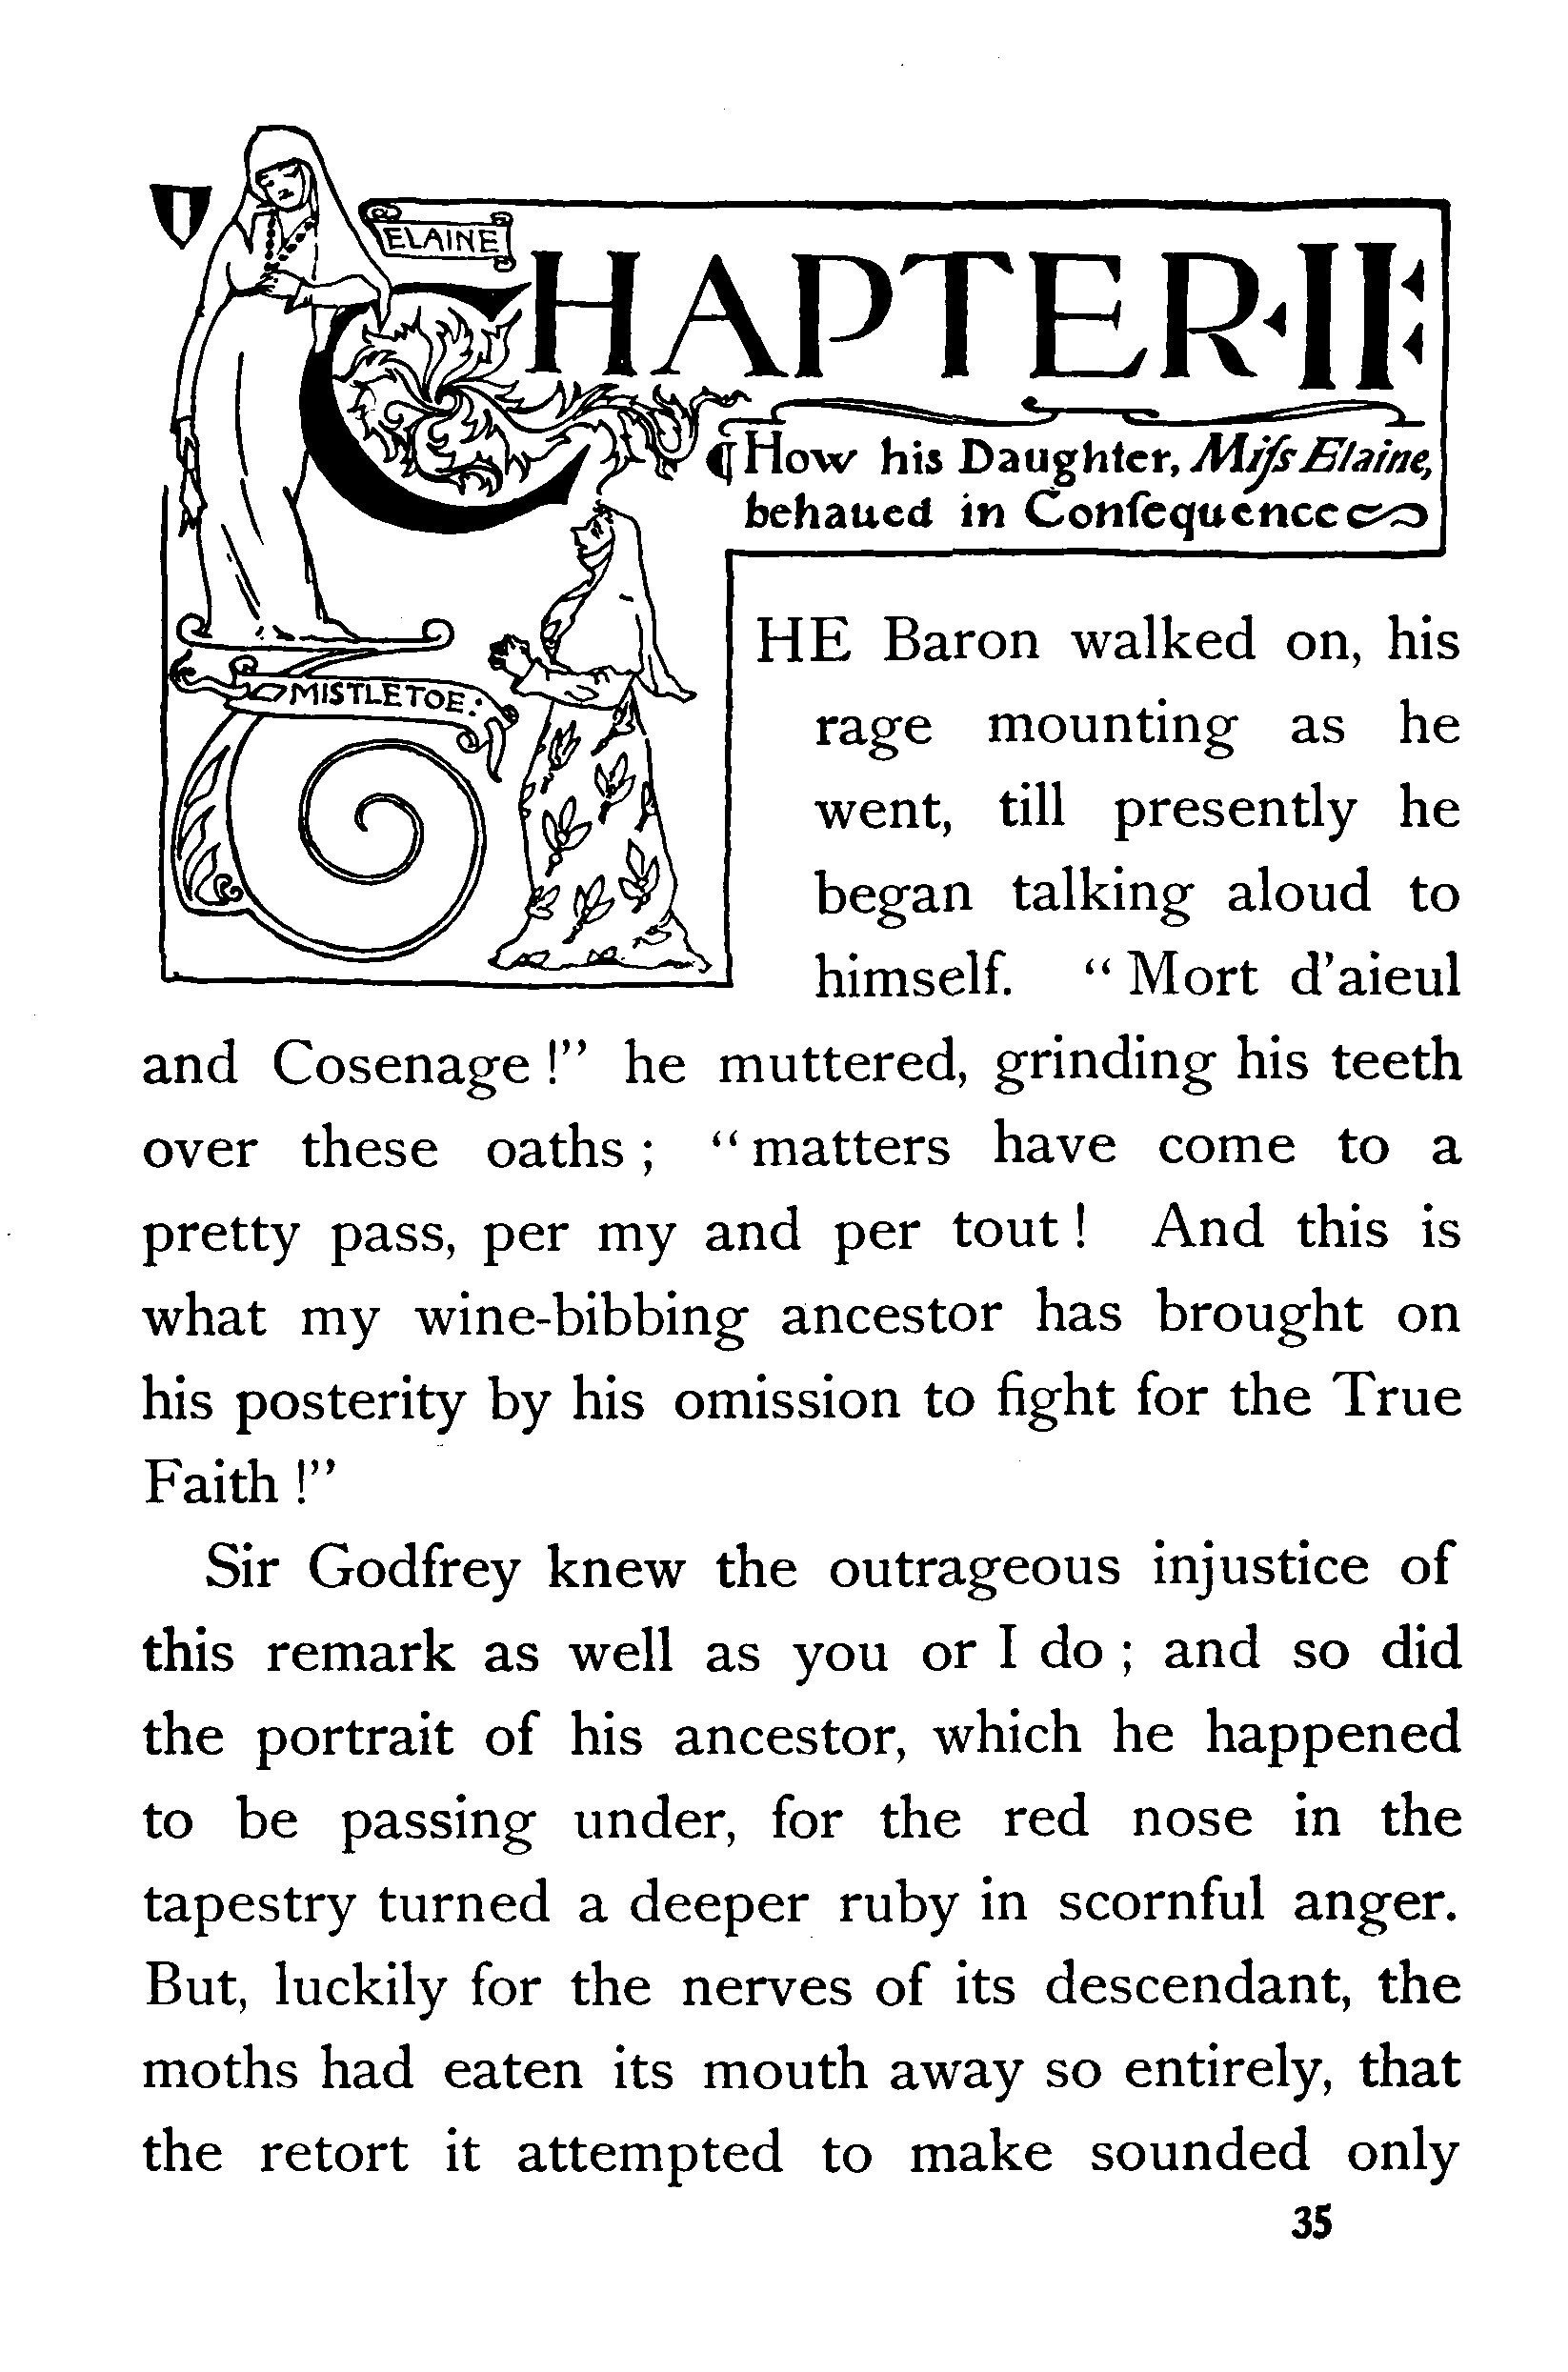 ELAINE
CHAPTER·II
¶How his Daughter, Miſs Elaine,
behaued in Conſequence
MISTLETOE:
THE Baron walked on, his
rage mounting as he
went, till presently he
began talking aloud to
himself. “Mort d’aieul
and Cosenage!” he muttered, grinding his teeth
over these oaths; “matters have come to a
pretty pass, per my and per tout! And this is
what my wine-bibbing ancestor has brought on
his posterity by his omission to fight for the True
Faith!”
Sir Godfrey knew the outrageous injustice of
this remark as well as you or I do; and so did
the portrait of his ancestor, which he happened
to be passing under, for the red nose in the
tapestry turned a deeper ruby in scornful anger.
But, luckily for the nerves of its descendant, the
moths had eaten its mouth away so entirely, that
the retort it attempted to make sounded only
35